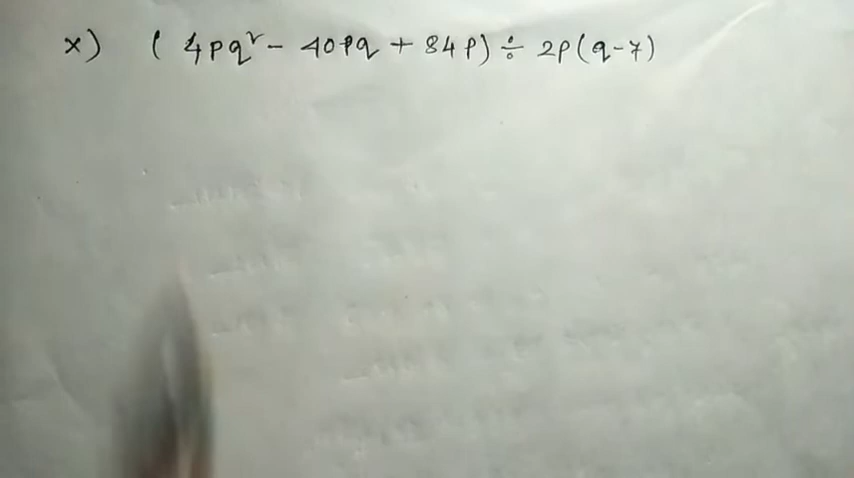 x) ( 4pq² - 40pq + 84p) ÷ 2p(q-7)